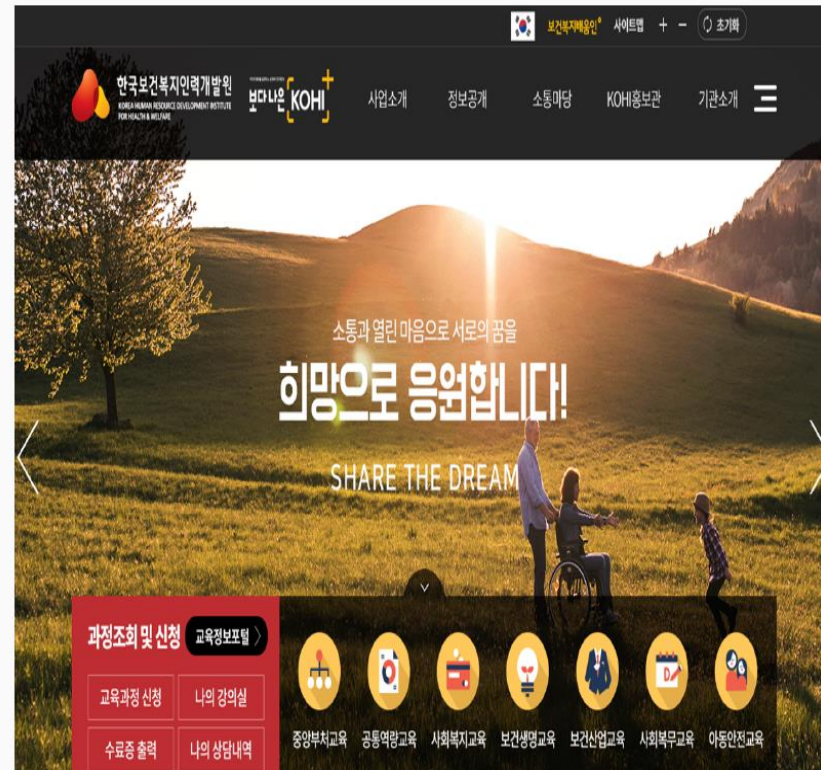 보건복지배움인
사이트맵
+ -
초기화
한국보건복지인력개발원
KOREA HUMAN RESOURCE DEVELOPMENT INSTITUTE
FOR HEALTH & WELFARE
보다나은 KOHI+
사업소개
정보공개
소통마당
KOHI홍보관
기관소개
소통과 열린 마음으로 서로의 꿈을
희망으로 응원합니다!
SHARE THE DREAM
과정조회 및 신청
교육정보포털 〉
교육과정 신청
나의 강의실
수료증 출력
나의 상담내역
중앙부처교육
공통역량교육
사회복지교육
보건생명교육
보건산업교육
사회복무교육
아동안전교육